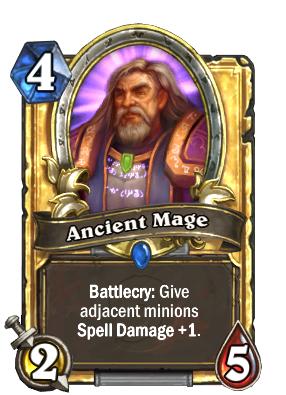 4
Ancient Mage
Battlecry: Give
adjacent minions
Spell Damage +1.
2
5